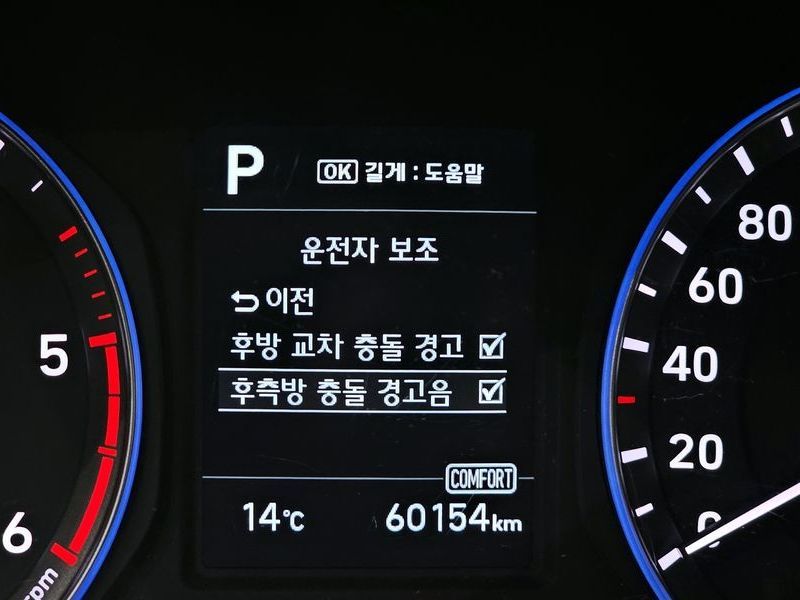 P
OK 길게 : 도움말
운전자 보조
이전
후방 교차 충돌 경고
후측방 충돌 경고음
COMFORT
14℃ 60154km
5
6
rpm
80
60
40
20
0